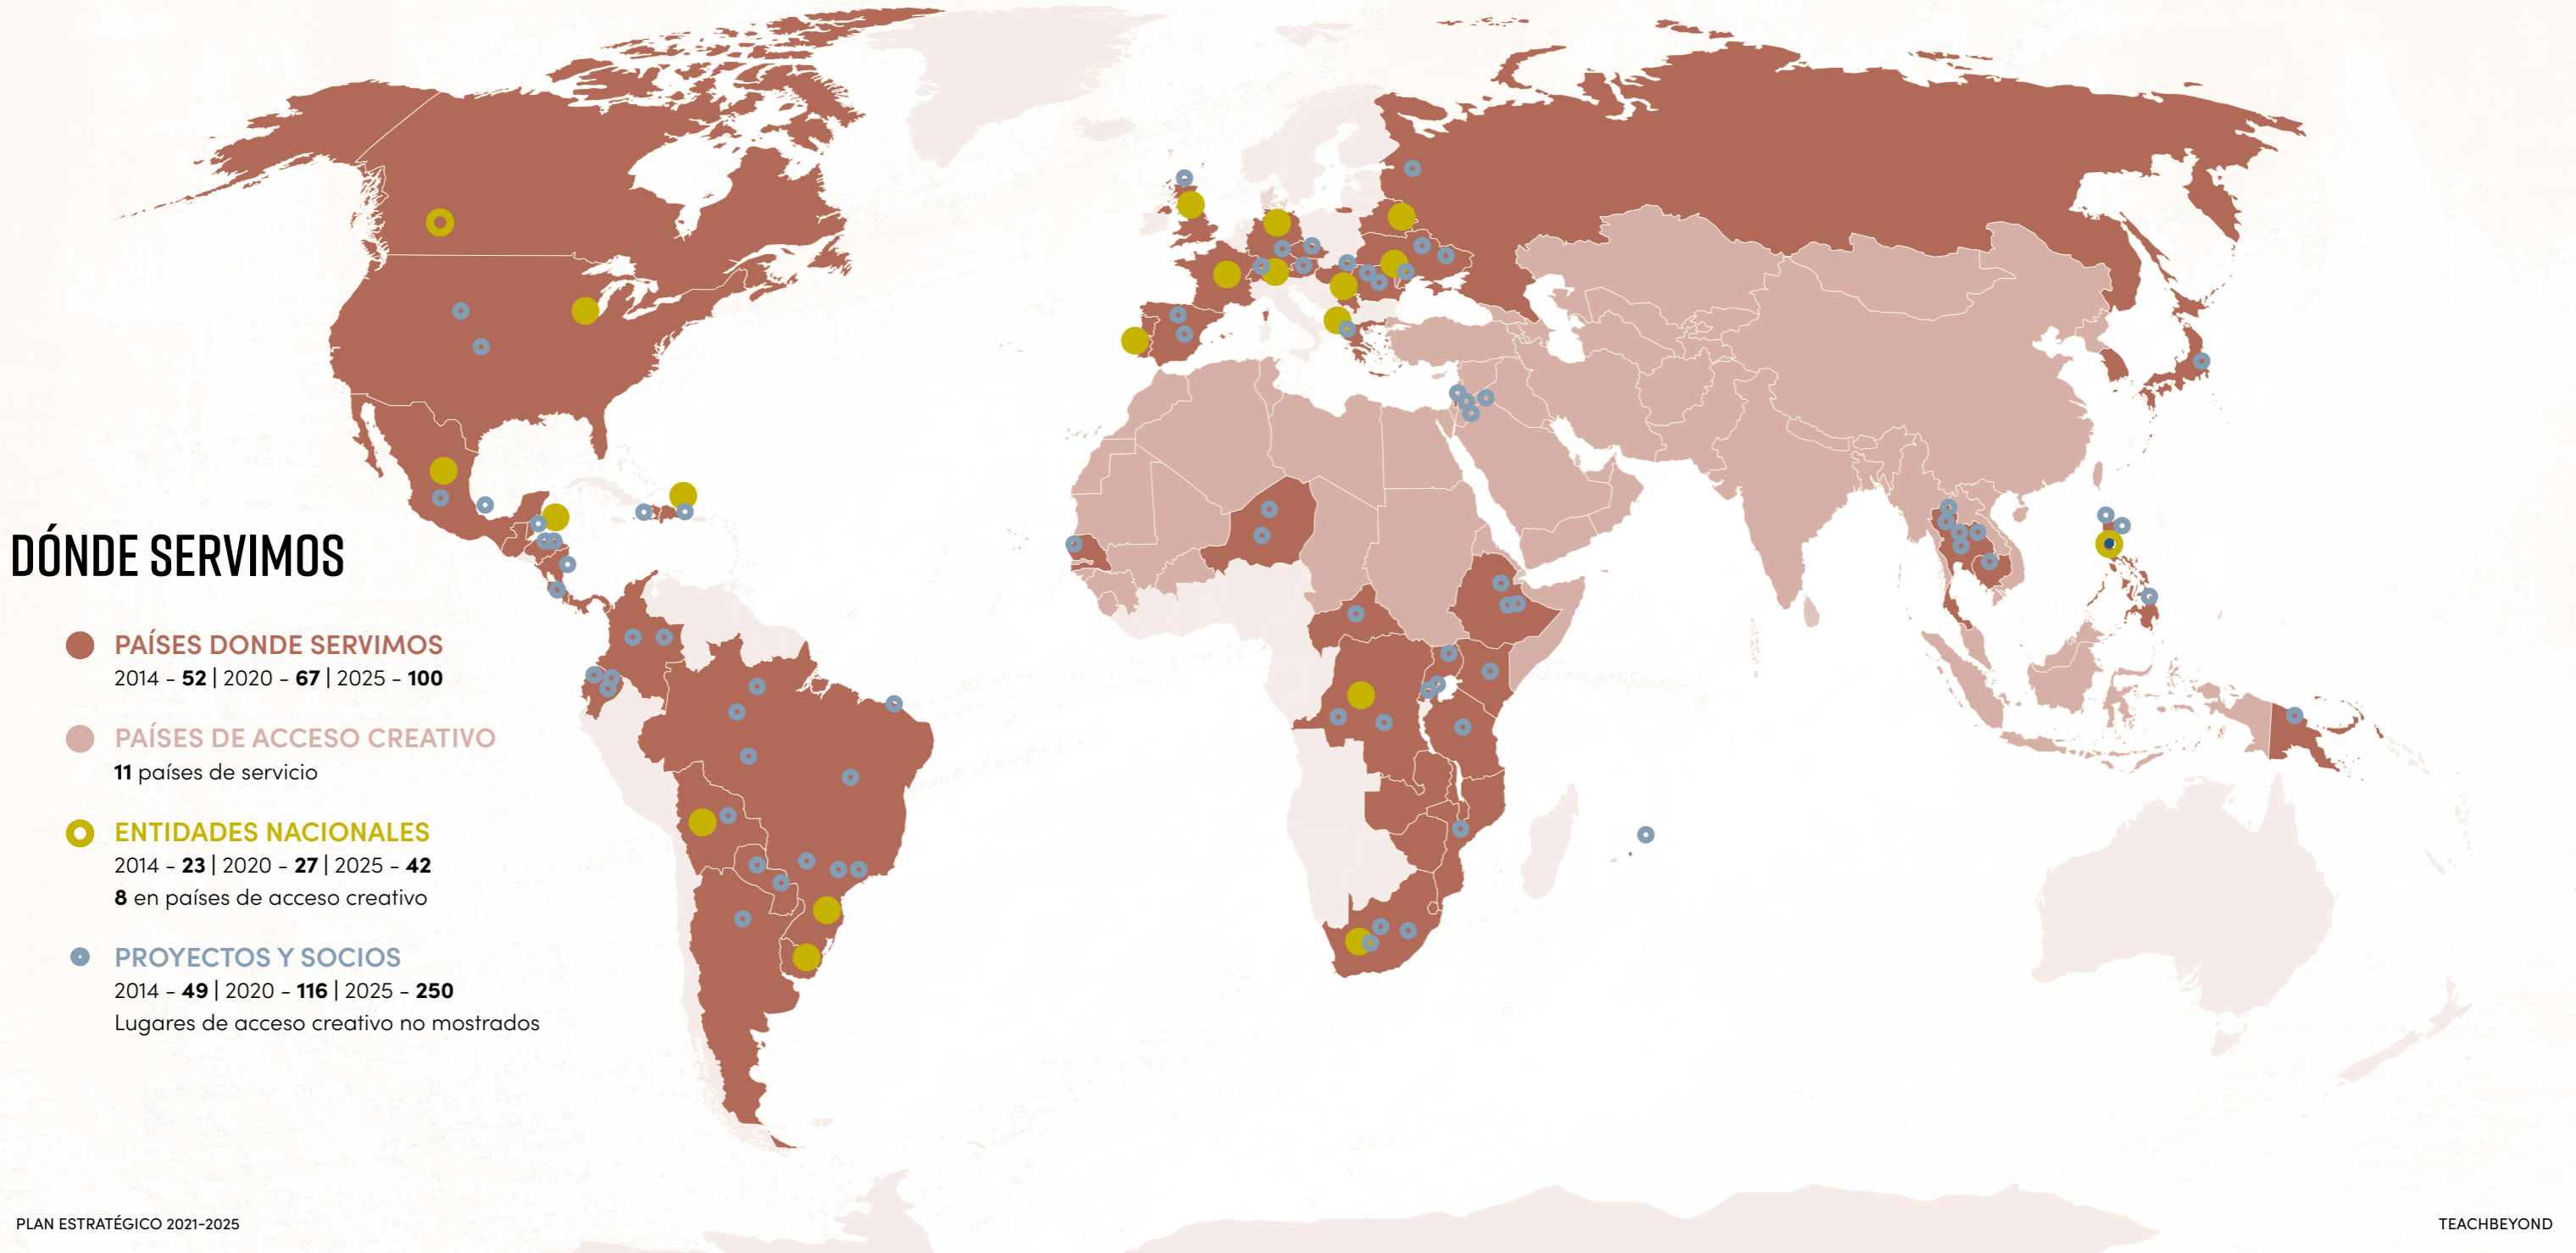 DÓNDE SERVIMOS
PAÍSES DONDE SERVIMOS
2014 - 52 | 2020 - 67 | 2025 - 100
PAÍSES DE ACCESO CREATIVO
11 países de servicio
ENTIDADES NACIONALES
2014 - 23 | 2020 - 27 | 2025 - 42
8 en países de acceso creativo
PROYECTOS Y SOCIOS
2014 - 49 | 2020 - 116 | 2025 - 250
Lugares de acceso creativo no mostrados
PLAN ESTRATÉGICO 2021-2025
TEACHBEYOND